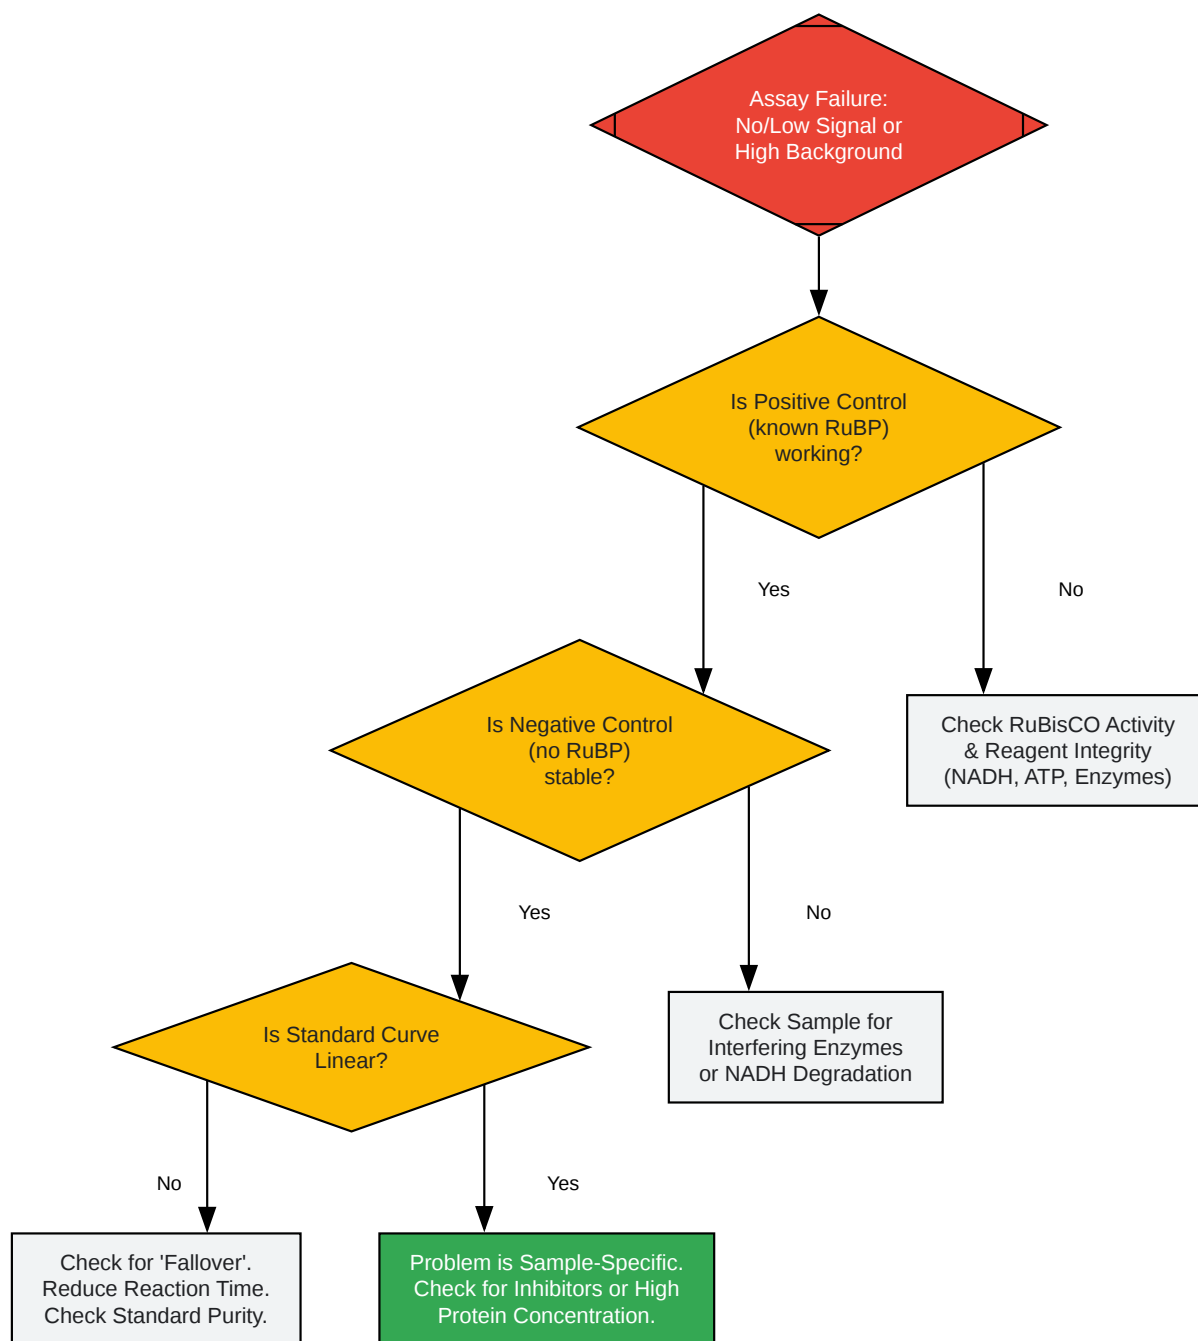 Assay Failure:
No/Low Signal or
High Background
Is Positive Control
(known RuBP)
working?
Yes
No
Is Negative Control
(no RuBP)
stable?
Check RuBisCO Activity
& Reagent Integrity
(NADH, ATP, Enzymes)
Yes
No
Is Standard Curve
Linear?
Check Sample for
Interfering Enzymes
or NADH Degradation
No
Yes
Check for 'Fallover'.
Reduce Reaction Time.
Check Standard Purity.
Problem is Sample-Specific.
Check for Inhibitors or High
Protein Concentration.